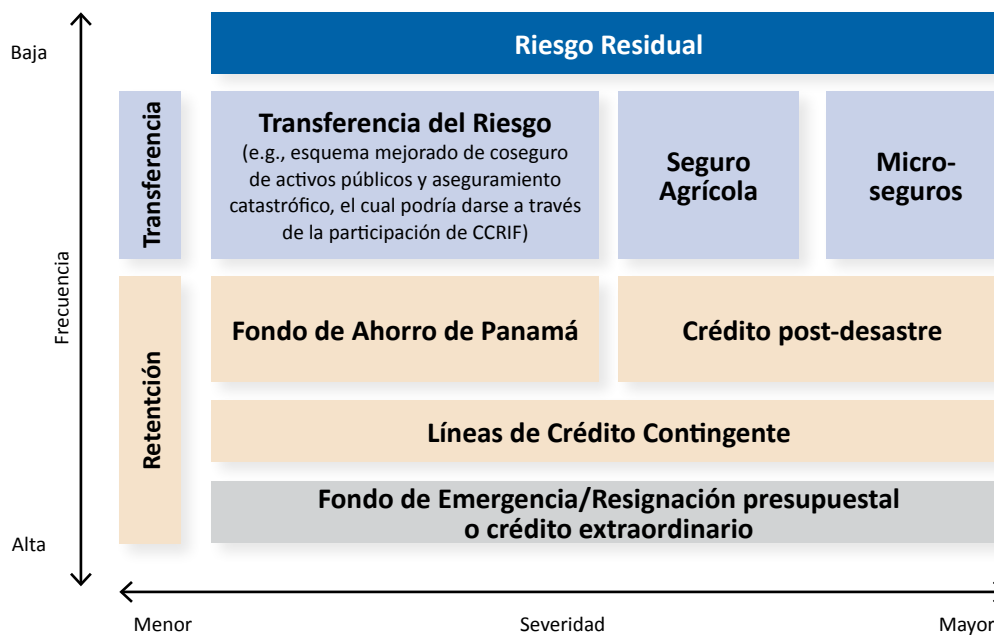 Baja
Riesgo Residual
Transferencia
Transferencia del Riesgo
(e.g., esquema mejorado de coseguro
de activos públicos y aseguramiento
catastrófico, el cual podría darse a través
de la participación de CCRIF)
Seguro
Agrícola
Micro-
seguros
Frecuencia
Retención
Fondo de Ahorro de Panamá
Crédito post-desastre
Líneas de Crédito Contingente
Fondo de Emergencia/Resignación presupuestal
o crédito extraordinario
Alta
Menor
Severidad
Mayor